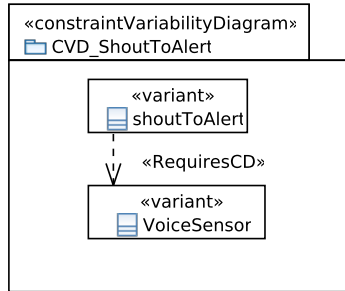 «constraintVariabilityDiagram»
CVD_ShoutToAlert
«variant»
shoutToAlert
«RequiresCD»
«variant»
VoiceSensor